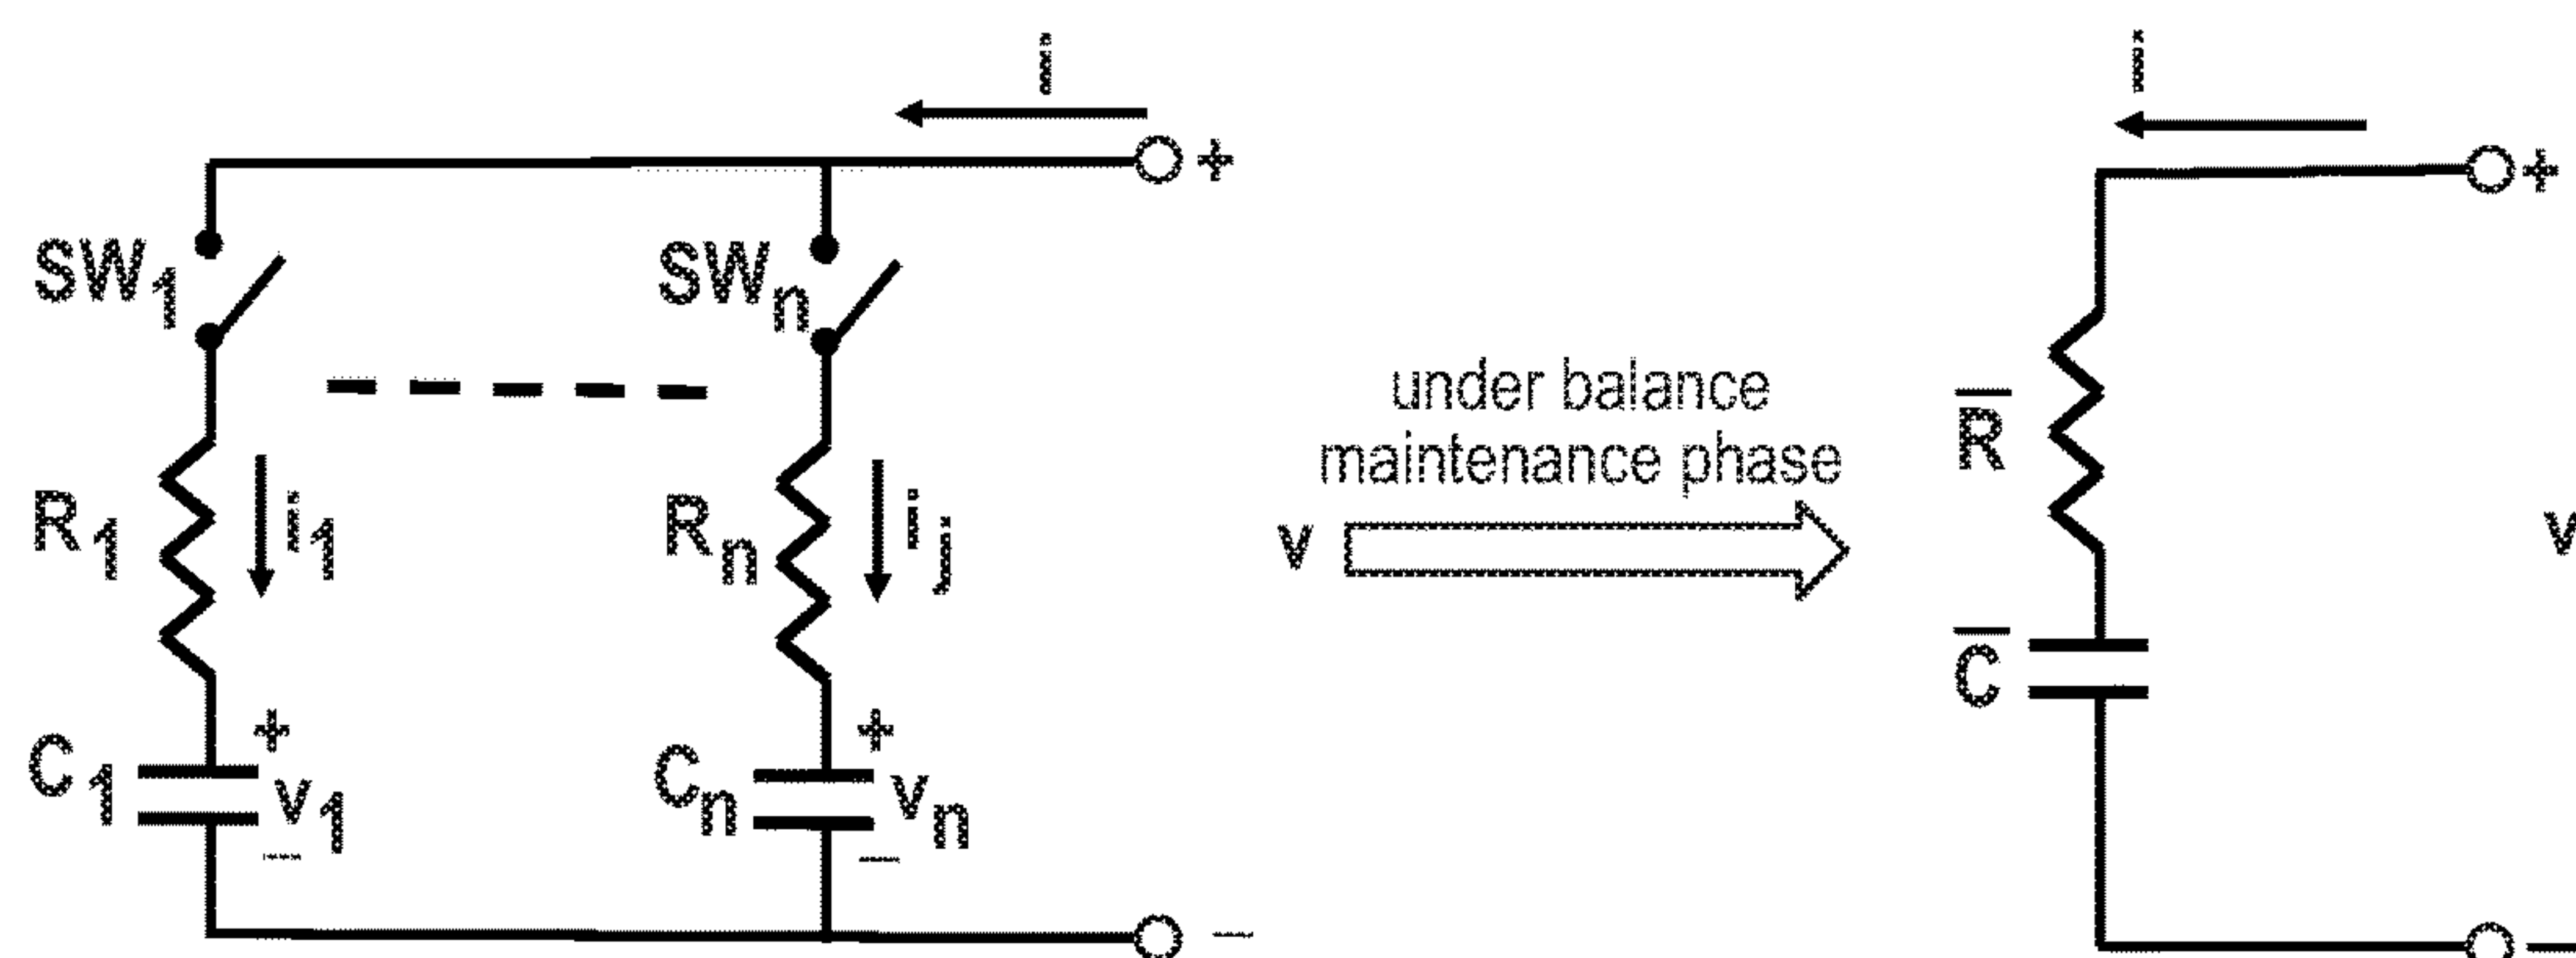 i
+
SW1
SWn
R1
i1
Rn
ij
C1
+
v1
−
Cn
+
vn
−
−
v
under balance
maintenance phase
i
+
R̅
C̅
v
−